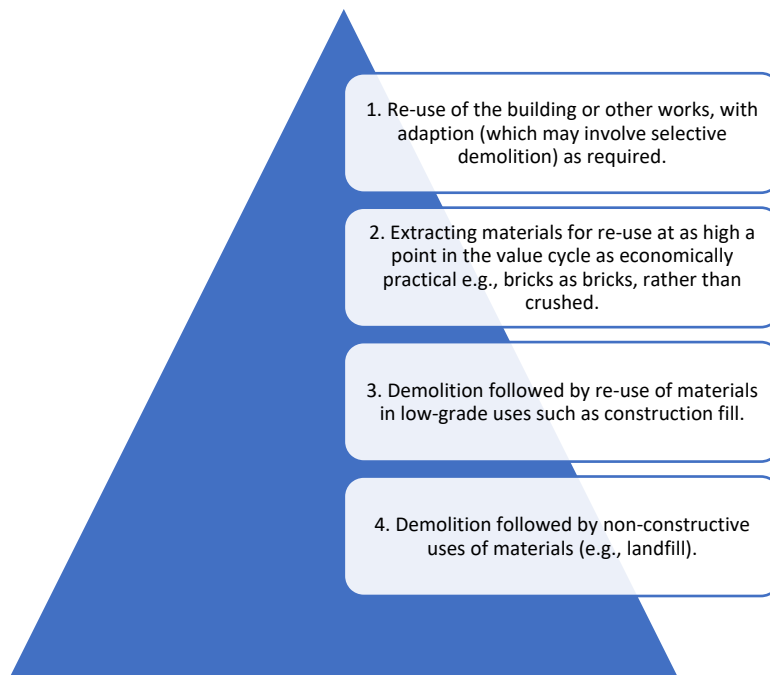 1. Re-use of the building or other works, with
adaption (which may involve selective
demolition) as required.
2. Extracting materials for re-use at as high a
point in the value cycle as economically
practical e.g., bricks as bricks, rather than
crushed.
3. Demolition followed by re-use of materials
in low-grade uses such as construction fill.
4. Demolition followed by non-constructive
uses of materials (e.g., landfill).